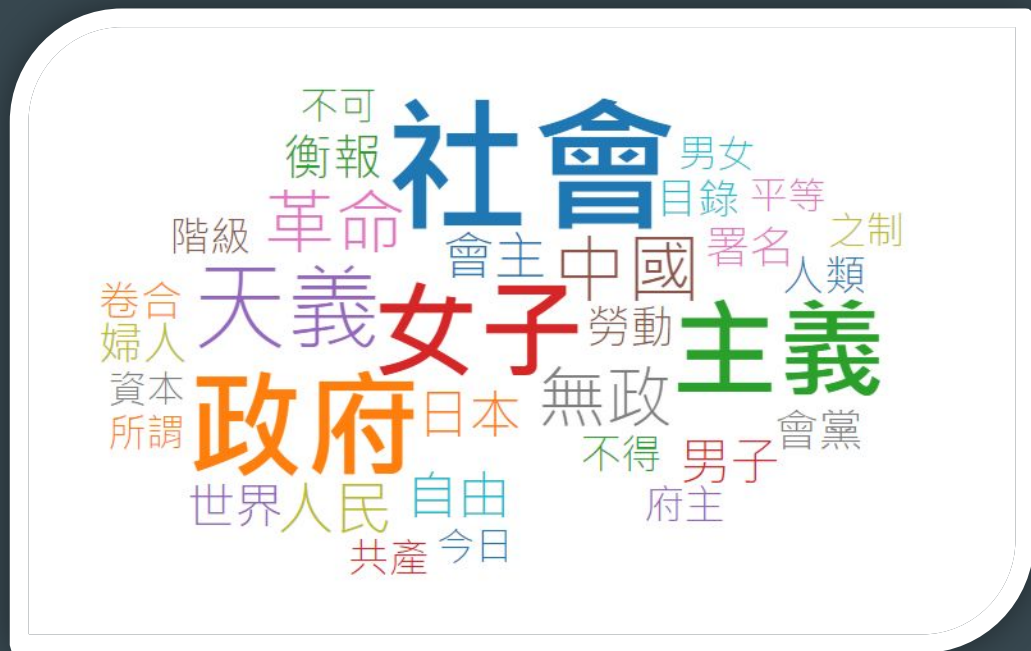 不可
社會
衡報
男女
目錄
平等
革命
階級
會主
中國
署名
之制
人類
天義
卷合
女子
勞動
主義
婦人
資本
政府
日本
無政
所謂
會黨
不得
男子
世界
人民
自由
府主
共產
今日